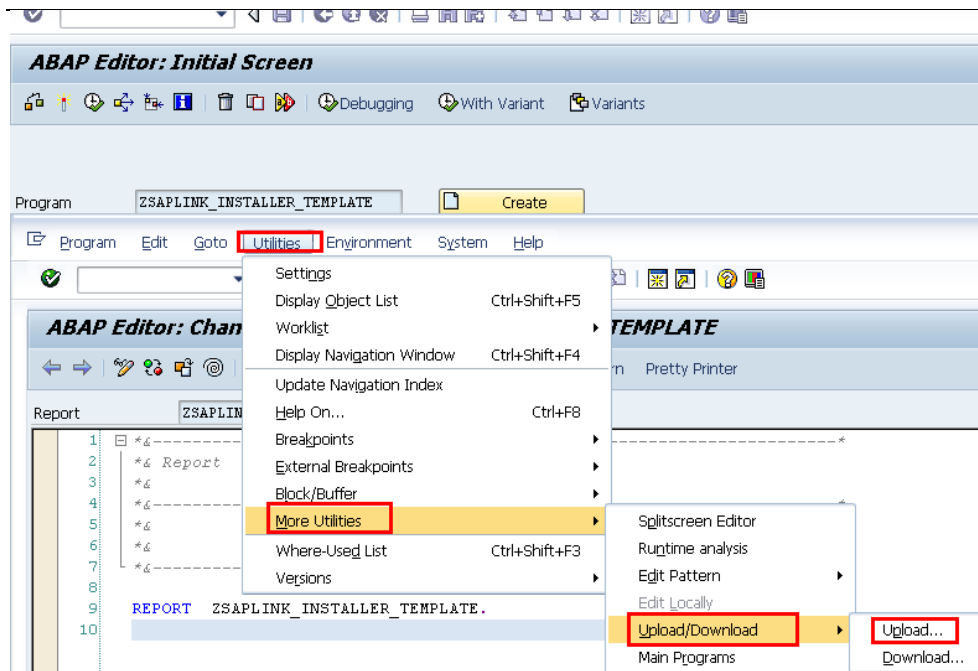 ABAP Editor: Initial Screen
Debugging With Variant Variants
Program ZSAPLINK_INSTALLER_TEMPLATE Create
Program Edit Goto Utilities Environment System Help
Settings
Display Object List Ctrl+Shift+F5
ABAP Editor: Chan Worklist TEMPLATE
Display Navigation Window Ctrl+Shift+F4 rn Pretty Printer
Update Navigation Index
Report ZSAPLIN Help On... Ctrl+F8
1 *&---------- Breakpoints ----------------------*
2 *& Report External Breakpoints
3 *&
4 *&---------- Block/Buffer *
5 *& More Utilities Splitscreen Editor
6 *& Where-Used List Ctrl+Shift+F3 Runtime analysis
7 *&---------- Versions Edit Pattern
8 Edit Locally
9 REPORT ZSAPLINK_INSTALLER_TEMPLATE.
10 Upload/Download Upload...
Main Programs Download...